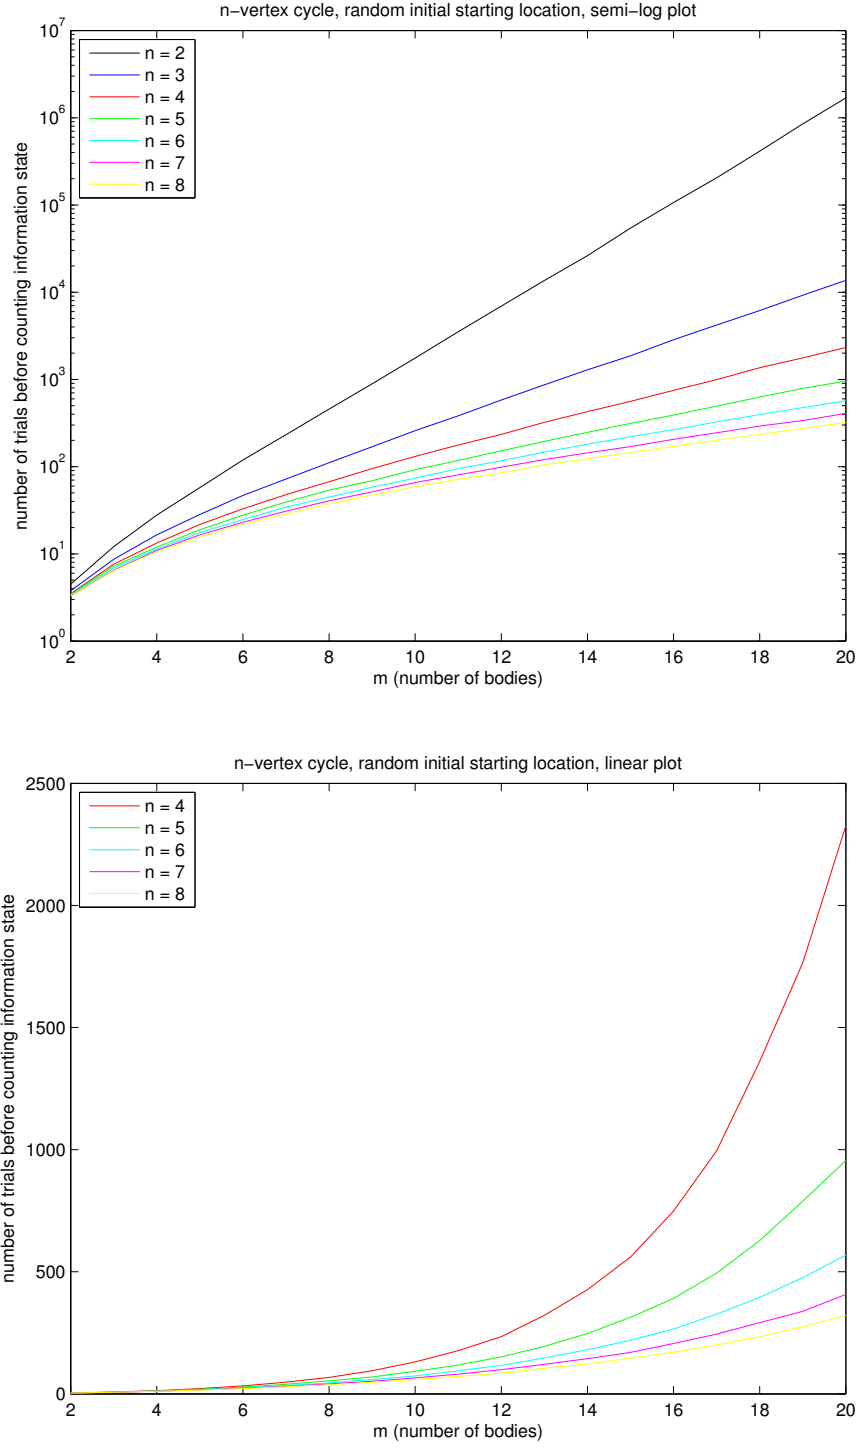 n−vertex cycle, random initial starting location, semi−log plot
number of trials before counting information state
10^7
10^6
10^5
10^4
10^3
10^2
10^1
10^0
n = 2
n = 3
n = 4
n = 5
n = 6
n = 7
n = 8
2 4 6 8 10 12 14 16 18 20
m (number of bodies)
n−vertex cycle, random initial starting location, linear plot
number of trials before counting information state
2500
2000
1500
1000
500
0
n = 4
n = 5
n = 6
n = 7
n = 8
2 4 6 8 10 12 14 16 18 20
m (number of bodies)